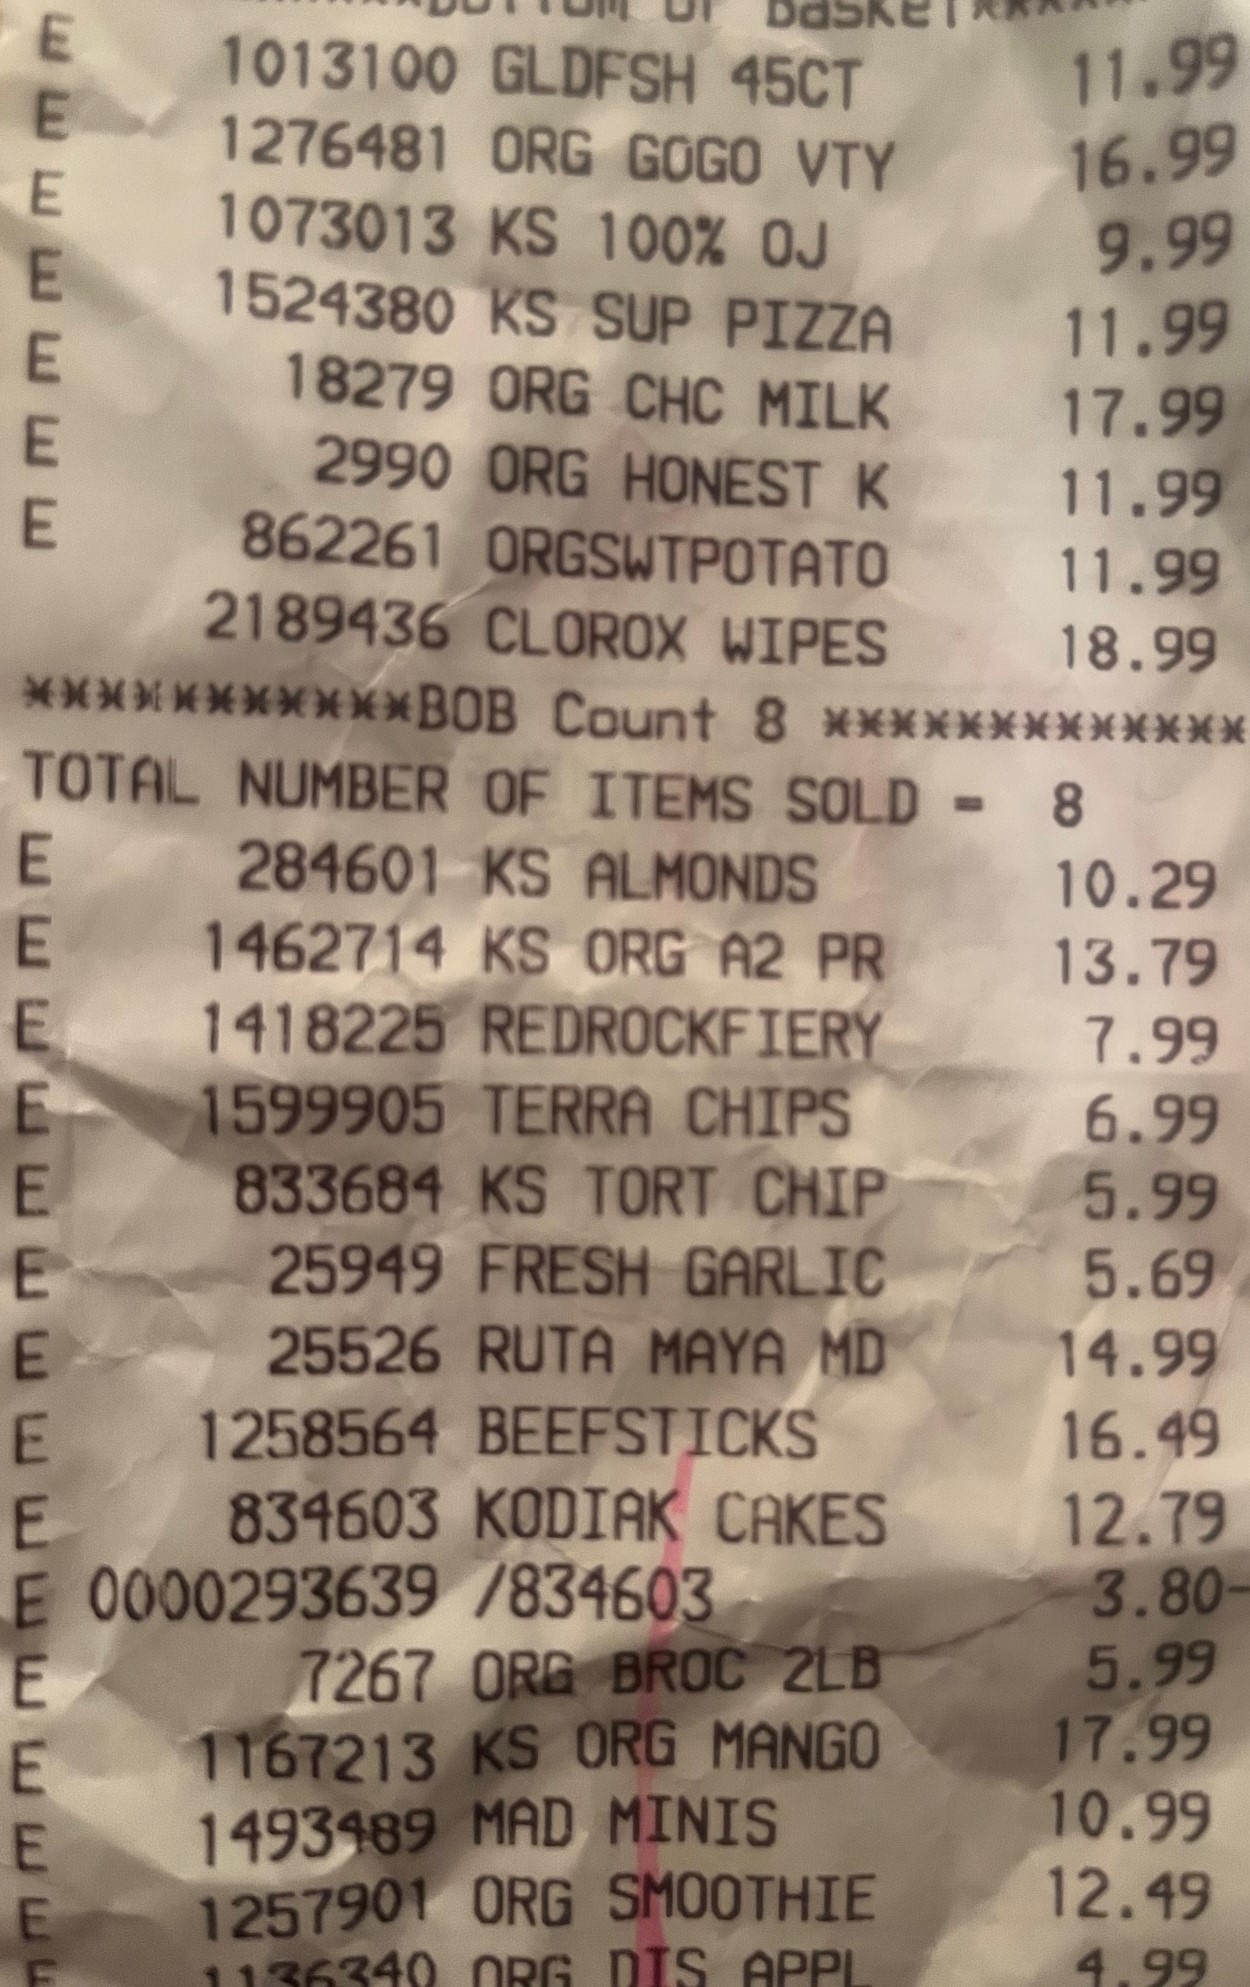 ******Bottom of Basket******
E 1013100 GLDFSH 45CT 11.99
E 1276481 ORG GOGO VTY 16.99
E 1073013 KS 100% OJ 9.99
E 1524380 KS SUP PIZZA 11.99
E 18279 ORG CHC MILK 17.99
E 2990 ORG HONEST K 11.99
E 862261 ORGSWTPOTATO 11.99
2189436 CLOROX WIPES 18.99
***********BOB Count 8 ************
TOTAL NUMBER OF ITEMS SOLD = 8
E 284601 KS ALMONDS 10.29
E 1462714 KS ORG A2 PR 13.79
E 1418225 REDROCKFIERY 7.99
E 1599905 TERRA CHIPS 6.99
E 833684 KS TORT CHIP 5.99
E 25949 FRESH GARLIC 5.69
E 25526 RUTA MAYA MD 14.99
E 1258564 BEEFSTICKS 16.49
E 834603 KODIAK CAKES 12.79
E 0000293639 /834603 3.80-
E 7267 ORG BROC 2LB 5.99
E 1167213 KS ORG MANGO 17.99
E 1493489 MAD MINIS 10.99
E 1257901 ORG SMOOTHIE 12.49
E 1136340 ORG DIS APPL 4.99